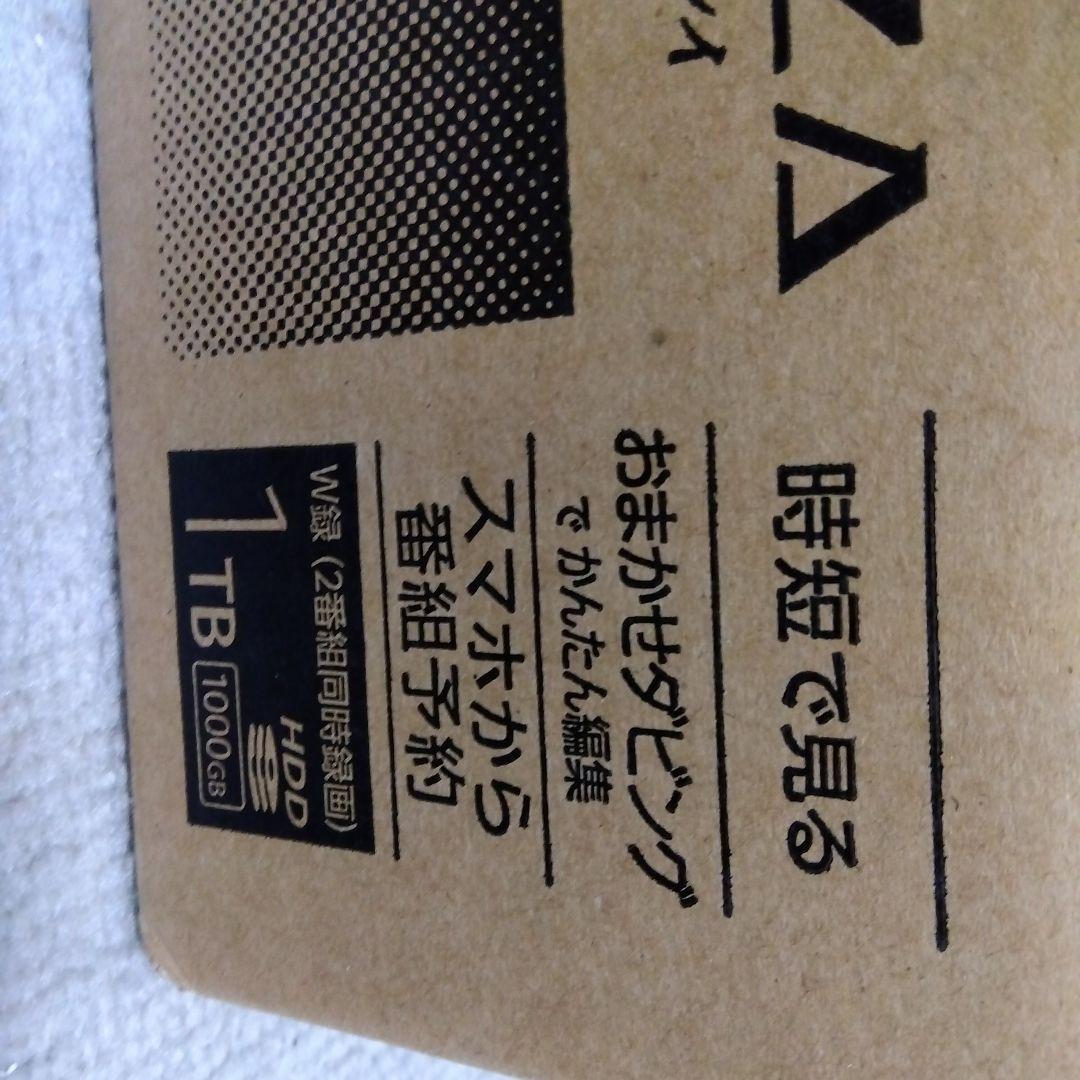 ZA
時短で見る
おまかせダビング
でかんたん編集
スマホから
番組予約
W録（2番組同時録画）
1TB HDD
1000GB